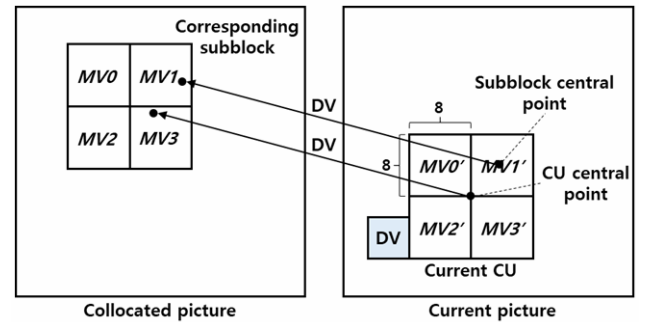 Corresponding
subblock
MV0 MV1
MV2 MV3
Collocated picture
DV
DV
Subblock central
point
8
8
MV0′ MV1′
CU central
point
DV
MV2′ MV3′
Current CU
Current picture